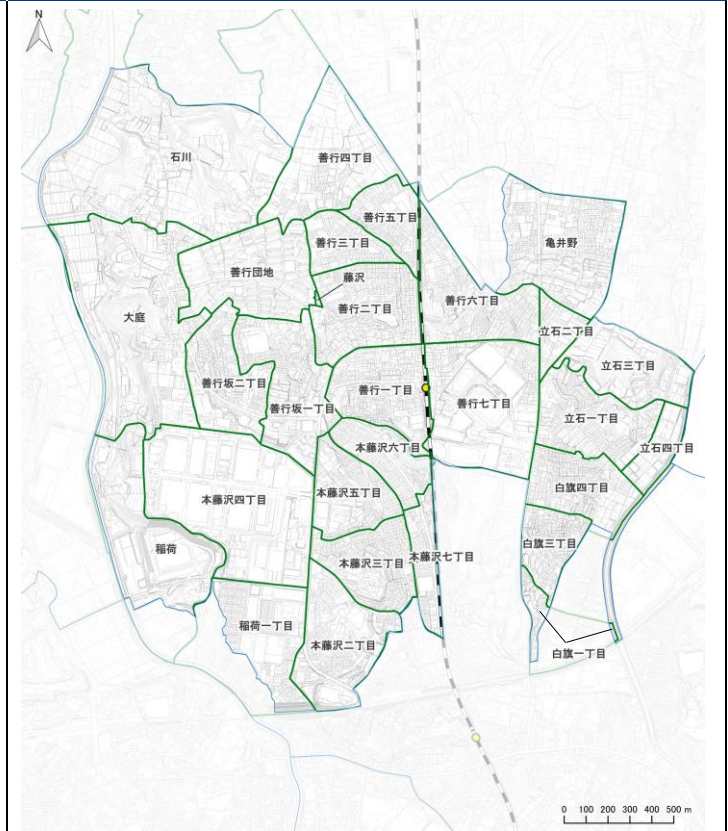 N
石川
善行四丁目
善行五丁目
善行三丁目
亀井野
善行団地
藤沢
善行六丁目
善行二丁目
大庭
立石二丁目
立石三丁目
善行坂二丁目
善行一丁目
善行坂一丁目
善行七丁目
立石一丁目
本藤沢六丁目
立石四丁目
本藤沢四丁目
本藤沢五丁目
白旗四丁目
稲荷
本藤沢三丁目
本藤沢七丁目
白旗三丁目
稲荷一丁目
本藤沢二丁目
白旗一丁目
0 100 200 300 400 500 m